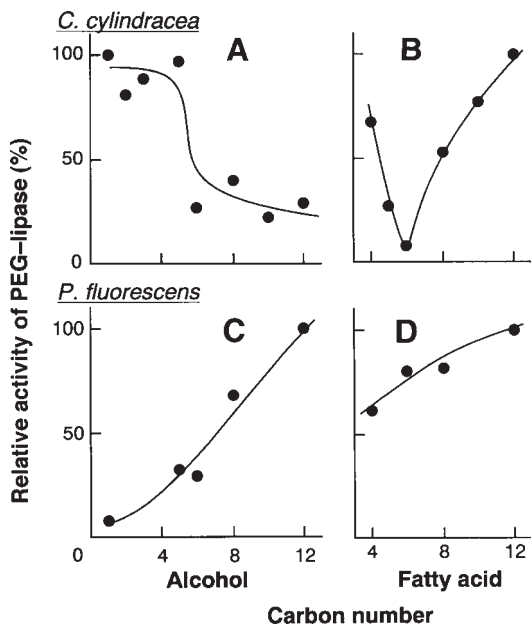 C. cylindracea
A
B
100
50
0
P. fluorescens
C
D
100
50
0
4
8
12
4
8
12
Alcohol
Fatty acid
Carbon number
Relative activity of PEG–lipase (%)